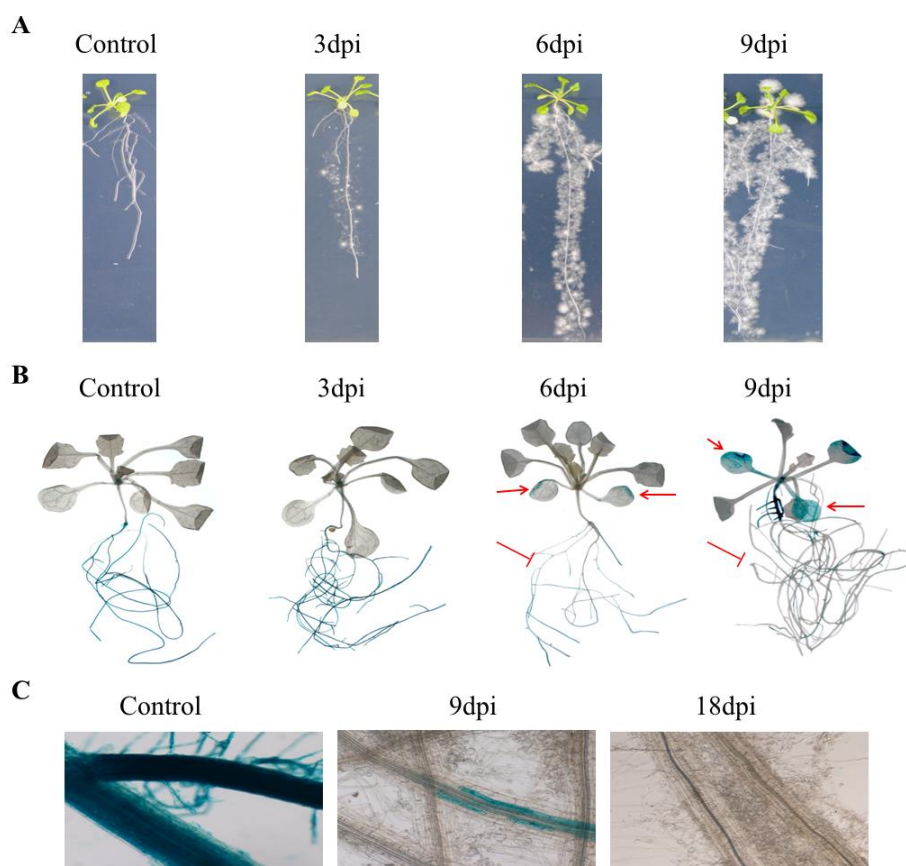 A
Control 3dpi 6dpi 9dpi
B
Control 3dpi 6dpi 9dpi
C
Control 9dpi 18dpi